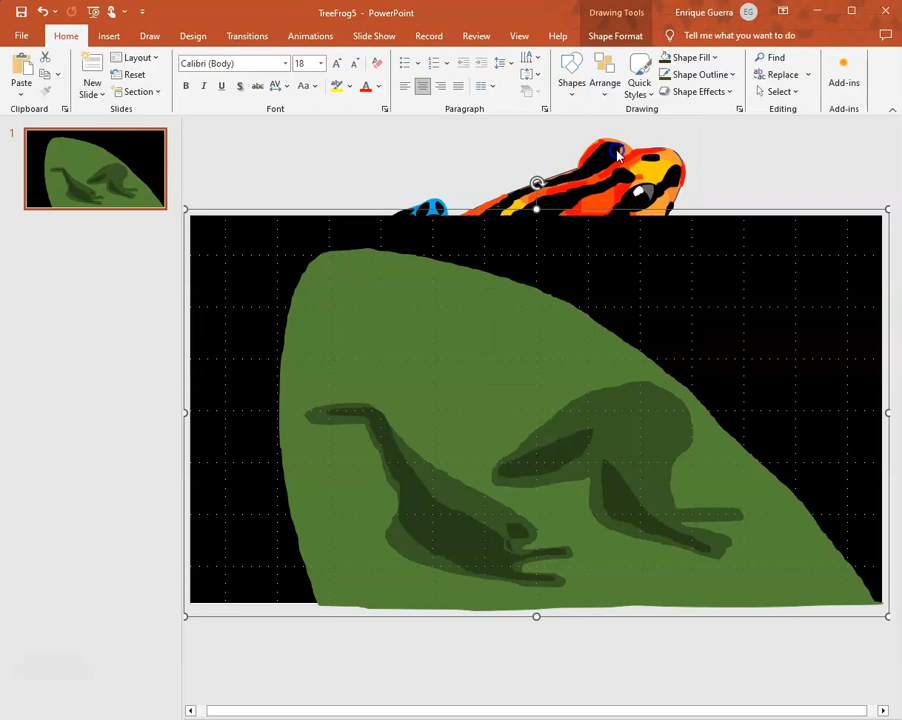 TreeFrog5 - PowerPoint
Drawing Tools
Enrique Guerra
EG
File
Home
Insert
Draw
Design
Transitions
Animations
Slide Show
Record
Review
View
Help
Shape Format
Tell me what you want to do
Paste
Clipboard
New
Slide
Layout
Reset
Section
Slides
Calibri (Body)
18
B I U S ab AV
Aa
A
Font
Paragraph
Shapes
Arrange
Quick
Styles
Shape Fill
Shape Outline
Shape Effects
Drawing
Find
Replace
Select
Editing
Add-ins
Add-ins
1